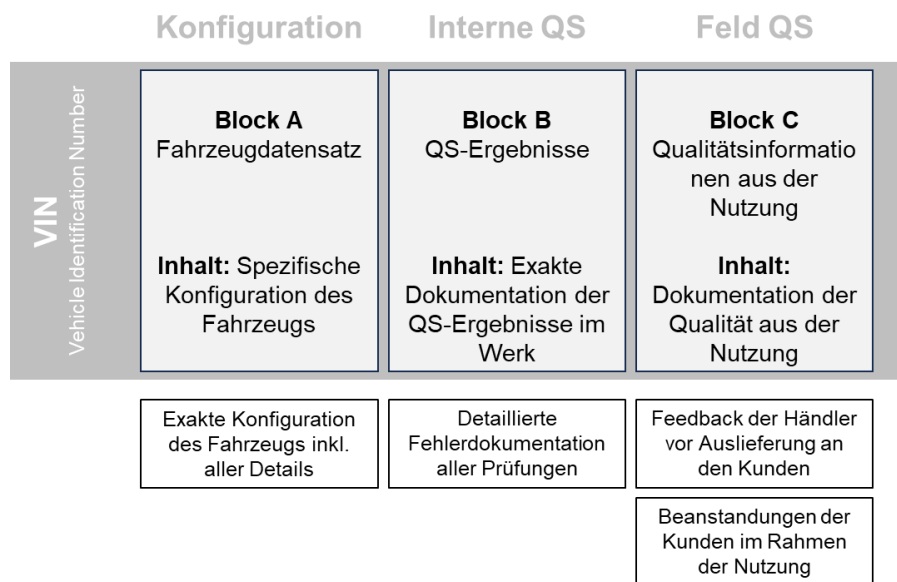 Konfiguration
Interne QS
Feld QS
VIN
Vehicle Identification Number
Block A
Fahrzeugdatensatz
Inhalt: Spezifische
Konfiguration des
Fahrzeugs
Block B
QS-Ergebnisse
Inhalt: Exakte
Dokumentation der
QS-Ergebnisse im
Werk
Block C
Qualitätsinformatio
nen aus der
Nutzung
Inhalt:
Dokumentation der
Qualität aus der
Nutzung
Exakte Konfiguration
des Fahrzeugs inkl.
aller Details
Detaillierte
Fehlerdokumentation
aller Prüfungen
Feedback der Händler
vor Auslieferung an
den Kunden
Beanstandungen der
Kunden im Rahmen
der Nutzung